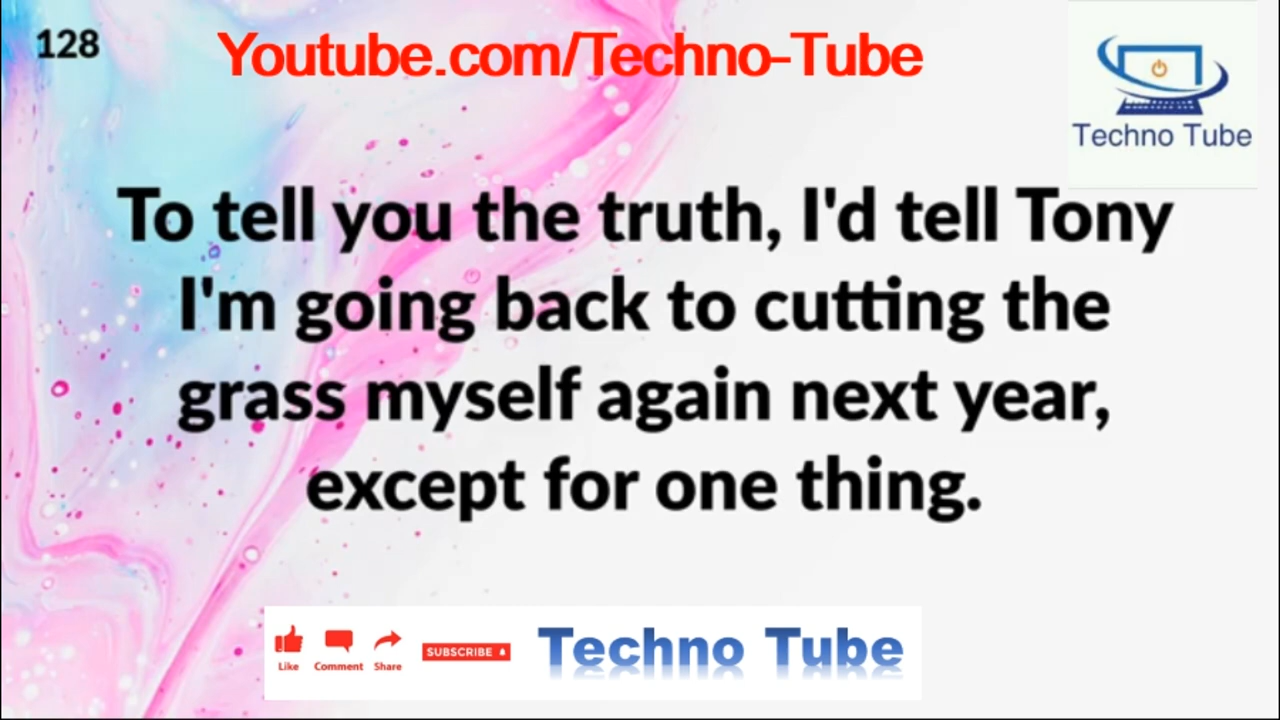 128
Youtube.com/Techno-Tube
Techno Tube
To tell you the truth, I'd tell Tony
I'm going back to cutting the
grass myself again next year,
except for one thing.
Like Comment Share
SUBSCRIBE
Techno Tube